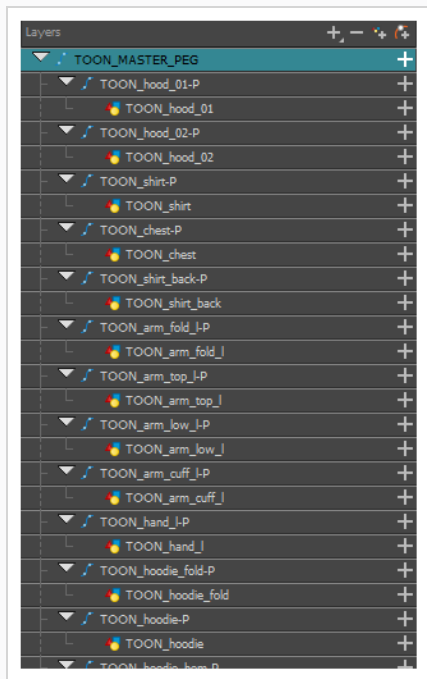 Layers
TOON_MASTER_PEG
TOON_hood_01-P
TOON_hood_01
TOON_hood_02-P
TOON_hood_02
TOON_shirt-P
TOON_shirt
TOON_chest-P
TOON_chest
TOON_shirt_back-P
TOON_shirt_back
TOON_arm_fold_l-P
TOON_arm_fold_l
TOON_arm_top_l-P
TOON_arm_top_l
TOON_arm_low_l-P
TOON_arm_low_l
TOON_arm_cuff_l-P
TOON_arm_cuff_l
TOON_hand_l-P
TOON_hand_l
TOON_hoodie_fold-P
TOON_hoodie_fold
TOON_hoodie-P
TOON_hoodie
TOON_hoodie_hem-P